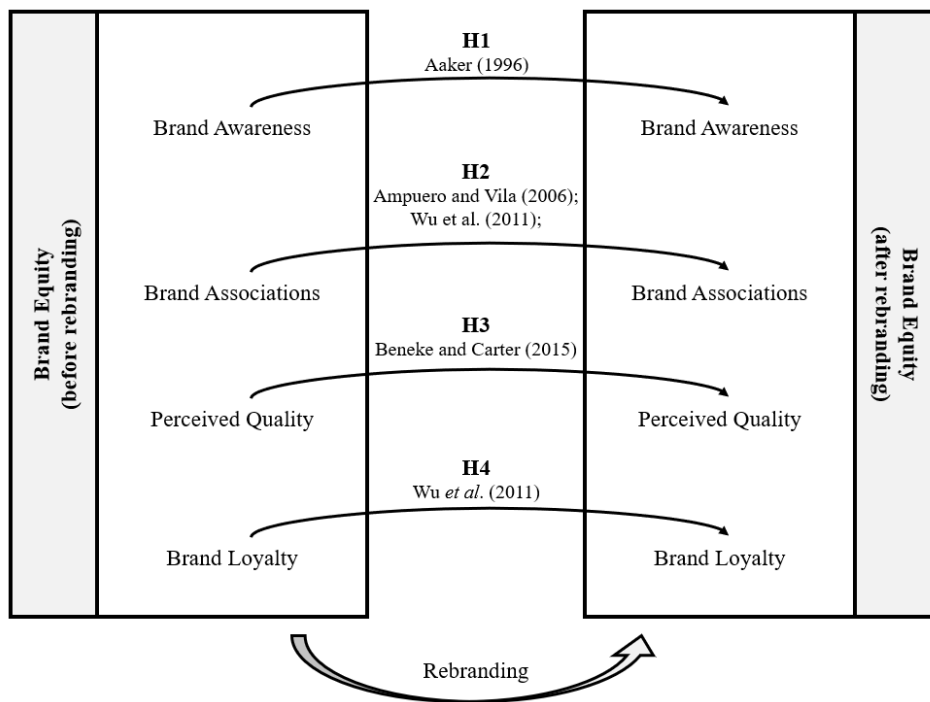 H1
Aaker (1996)
Brand Awareness
Brand Awareness
H2
Ampuero and Vila (2006);
Wu et al. (2011);
Brand Associations
Brand Associations
H3
Beneke and Carter (2015)
Perceived Quality
Perceived Quality
H4
Wu et al. (2011)
Brand Loyalty
Brand Loyalty
Brand Equity
(before rebranding)
Brand Equity
(after rebranding)
Rebranding